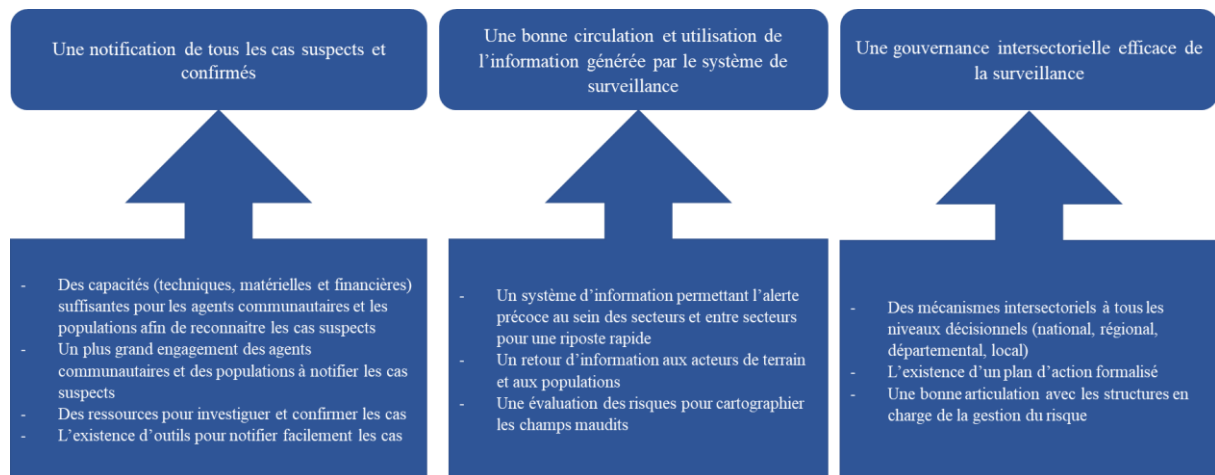 Une notification de tous les cas suspects et
confirmés
Une bonne circulation et utilisation de
l'information générée par le système de
surveillance
Une gouvernance intersectorielle efficace de
la surveillance
- Des capacités (techniques, matérielles et financières)
suffisantes pour les agents communautaires et les
populations afin de reconnaitre les cas suspects
- Un plus grand engagement des agents
communautaires et des populations à notifier les cas
suspects
- Des ressources pour investiguer et confirmer les cas
- L'existence d'outils pour notifier facilement les cas
- Un système d'information permettant l'alerte
précoce au sein des secteurs et entre secteurs
pour une riposte rapide
- Un retour d'information aux acteurs de terrain
et aux populations
- Une évaluation des risques pour cartographier
les champs maudits
- Des mécanismes intersectoriels à tous les
niveaux décisionnels (national, régional,
départemental, local)
- L'existence d'un plan d'action formalisé
- Une bonne articulation avec les structures en
charge de la gestion du risque